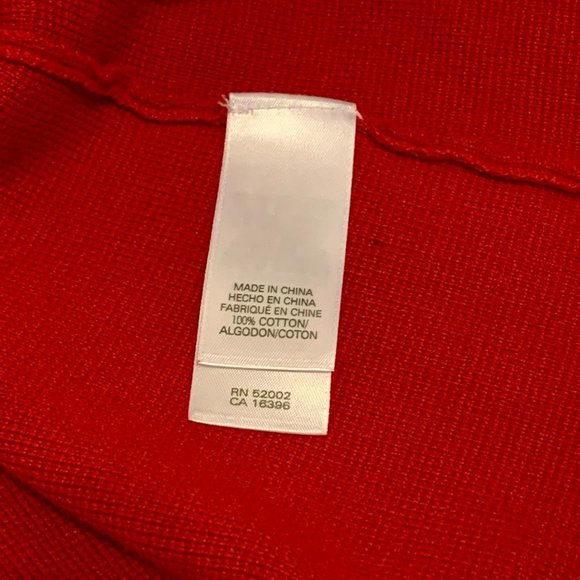 MADE IN CHINA
HECHO EN CHINA
FABRIQUÉ EN CHINE
100% COTTON/
ALGODON/COTON
RN 52002
CA 16396